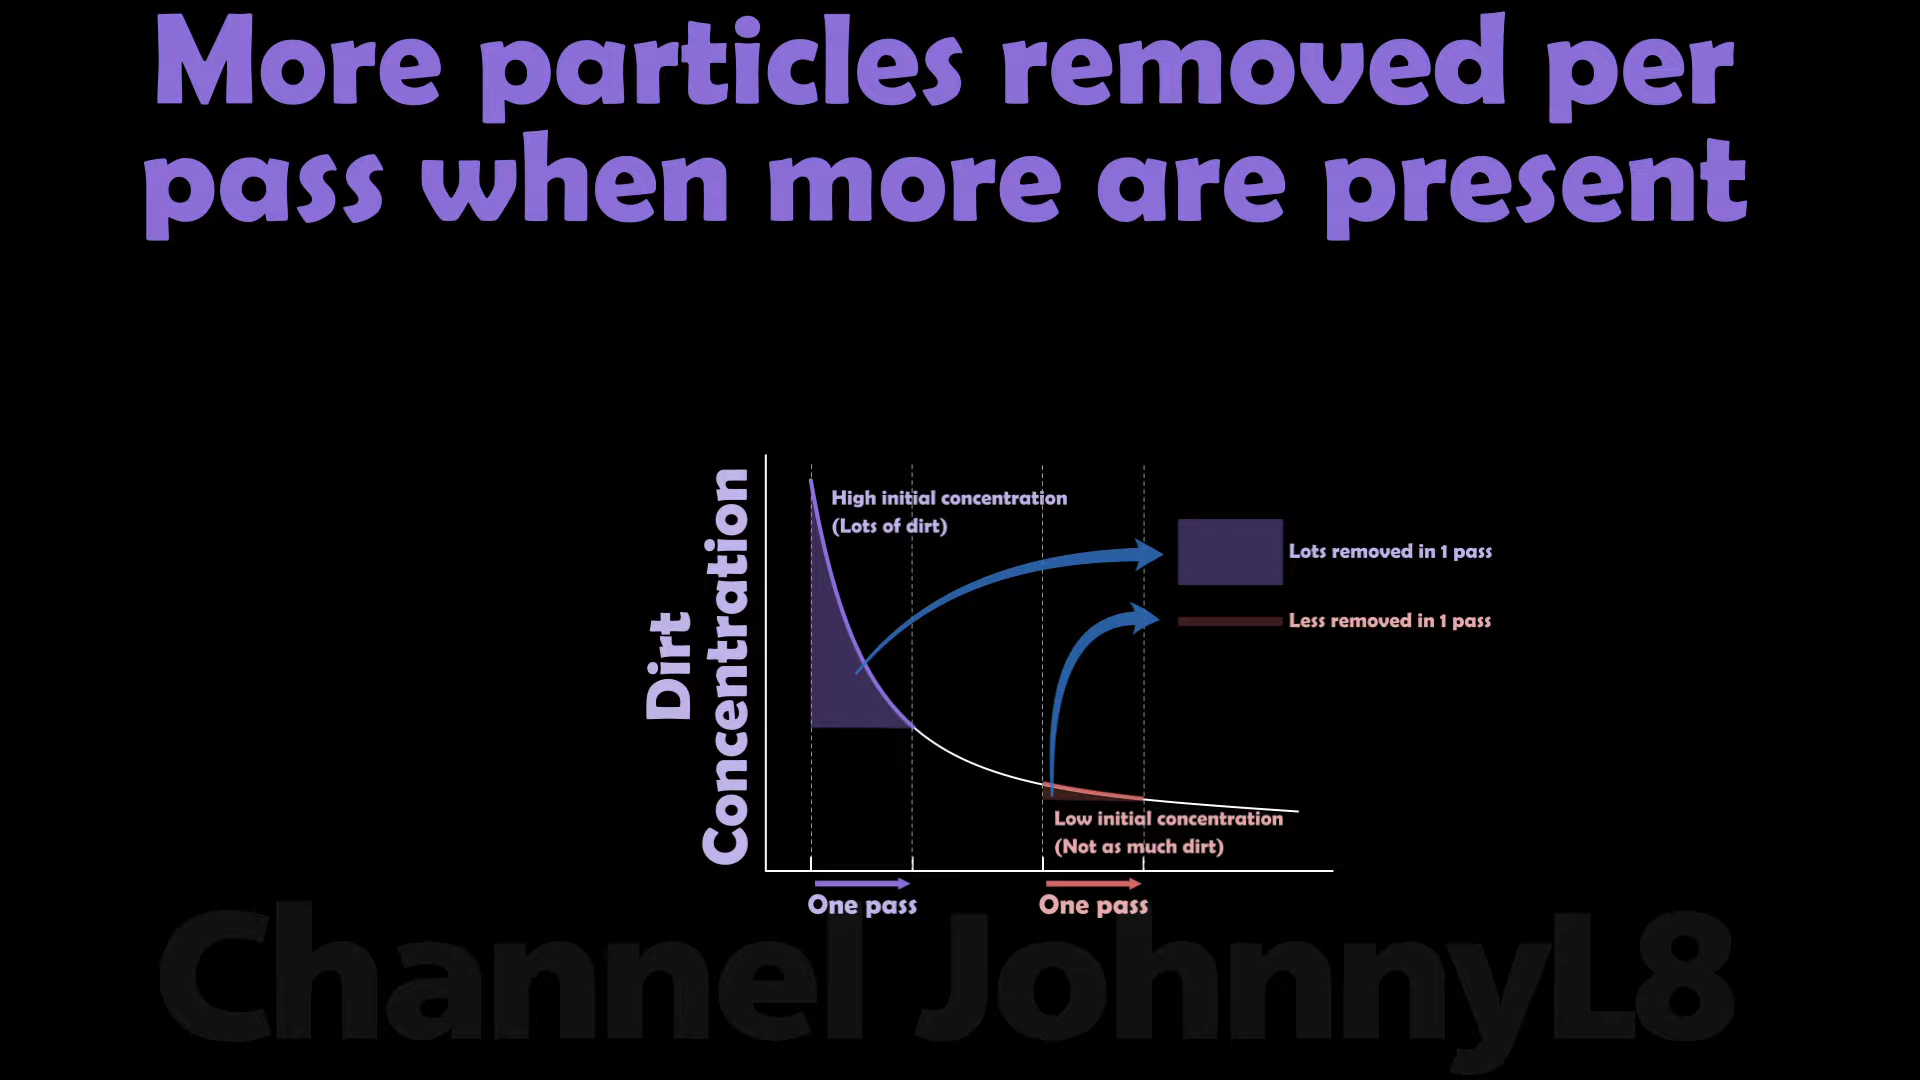 More particles removed per
pass when more are present
Dirt
Concentration
High initial concentration
(Lots of dirt)
Lots removed in 1 pass
Less removed in 1 pass
Low initial concentration
(Not as much dirt)
One pass
One pass
Channel JohnnyL8